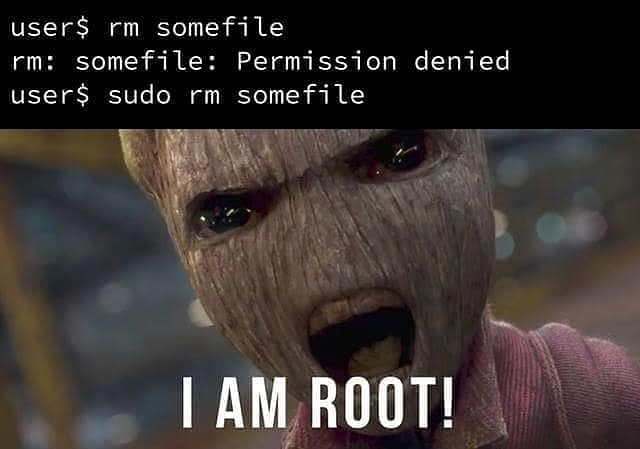 user$ rm somefile
rm: somefile: Permission denied
user$ sudo rm somefile
I AM ROOT!